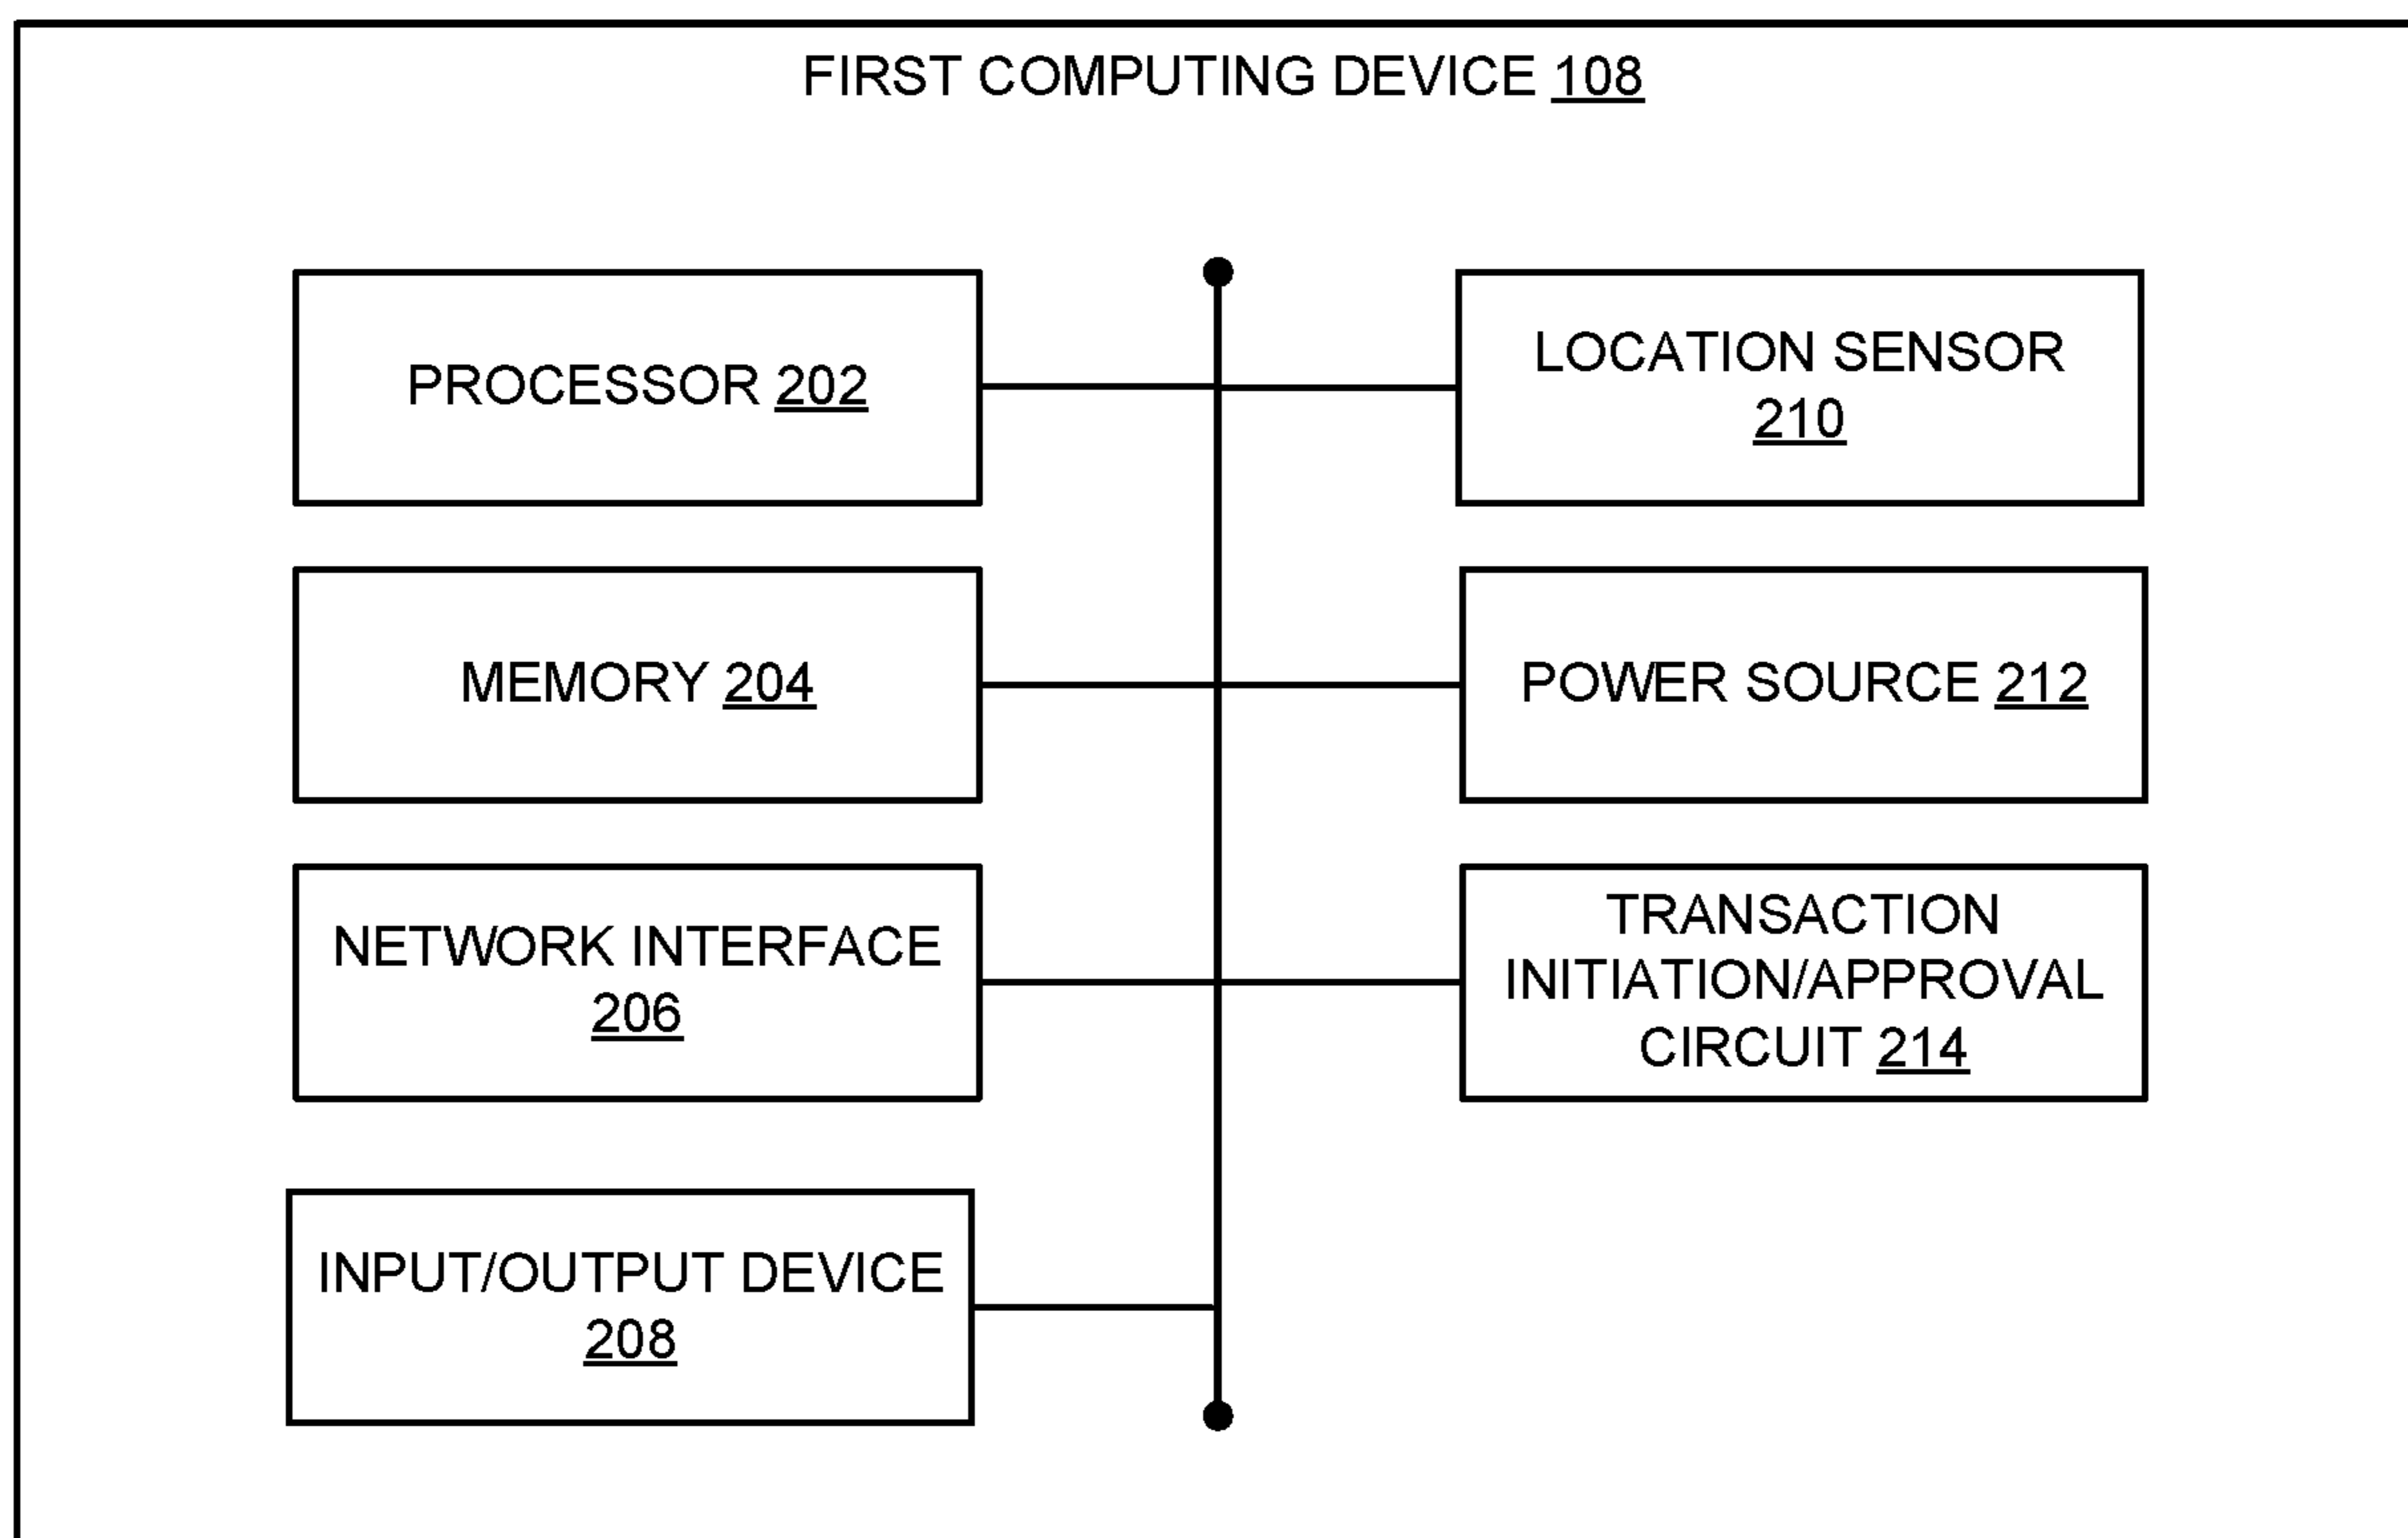 FIRST COMPUTING DEVICE 108
PROCESSOR 202
MEMORY 204
NETWORK INTERFACE
206
INPUT/OUTPUT DEVICE
208
LOCATION SENSOR
210
POWER SOURCE 212
TRANSACTION
INITIATION/APPROVAL
CIRCUIT 214